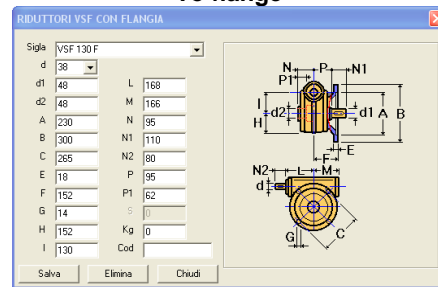 RIDUTTORI VSF CON FLANGIA
Sigla VSF 130 F
d 38
d1 48 L 168
d2 48 M 166
A 230 N 95
B 300 N1 110
C 265 N2 80
E 18 P 95
F 152 P1 62
G 14 S 0
H 152 Kg 0
I 130 Cod
Salva Elimina Chiudi
N P N1
P1
I
H
d2 d1 A B
E
F
N2 L M
d
G C